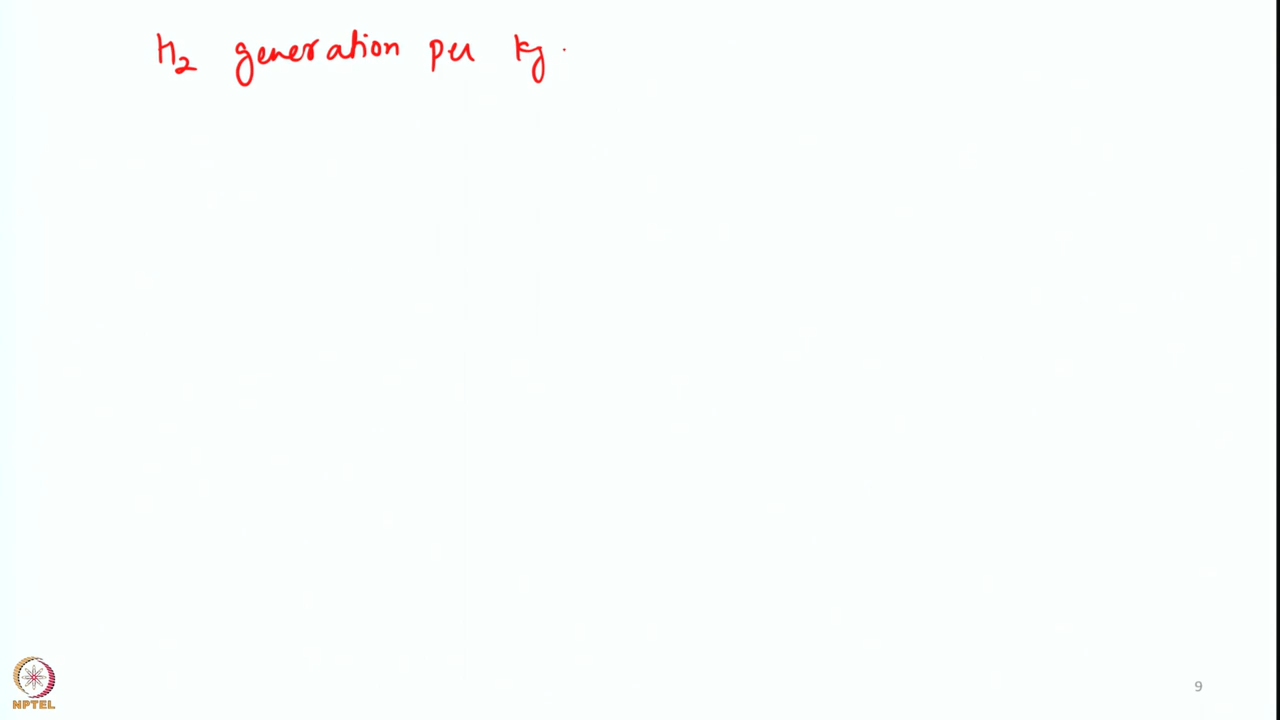 H₂ generation per kg.
NPTEL
9